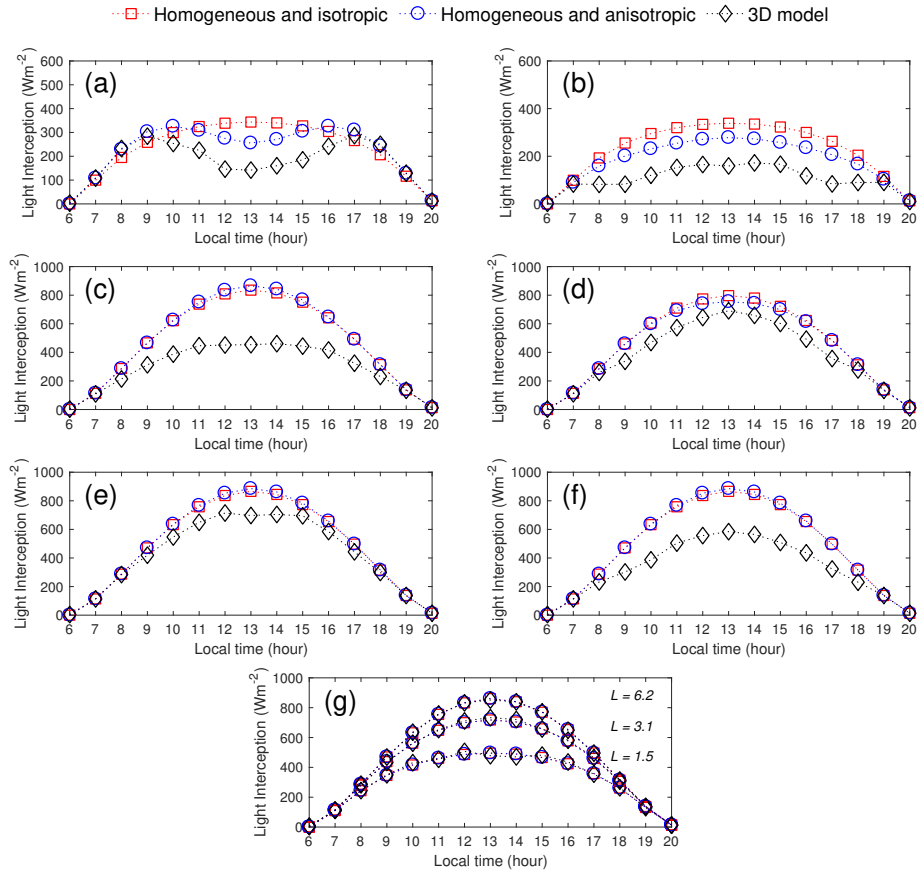 Homogeneous and isotropic Homogeneous and anisotropic 3D model
(a)
Light Interception (Wm-2)
600
500
400
300
200
100
0
6 7 8 9 10 11 12 13 14 15 16 17 18 19 20
Local time (hour)
(b)
Light Interception (Wm-2)
600
500
400
300
200
100
0
6 7 8 9 10 11 12 13 14 15 16 17 18 19 20
Local time (hour)
(c)
Light Interception (Wm-2)
1000
800
600
400
200
0
6 7 8 9 10 11 12 13 14 15 16 17 18 19 20
Local time (hour)
(d)
Light Interception (Wm-2)
1000
800
600
400
200
0
6 7 8 9 10 11 12 13 14 15 16 17 18 19 20
Local time (hour)
(e)
Light Interception (Wm-2)
1000
800
600
400
200
0
6 7 8 9 10 11 12 13 14 15 16 17 18 19 20
Local time (hour)
(f)
Light Interception (Wm-2)
1000
800
600
400
200
0
6 7 8 9 10 11 12 13 14 15 16 17 18 19 20
Local time (hour)
(g)
Light Interception (Wm-2)
1000
800
600
400
200
0
L = 6.2
L = 3.1
L = 1.5
6 7 8 9 10 11 12 13 14 15 16 17 18 19 20
Local time (hour)